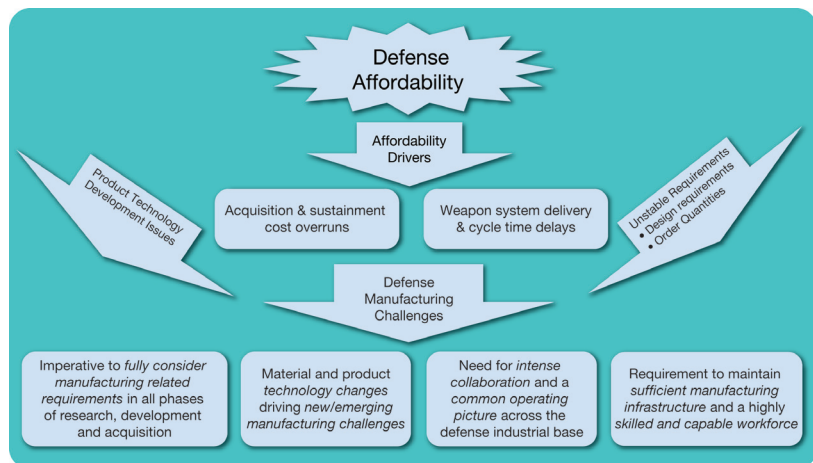 Defense
Affordability
Affordability
Drivers
Product Technology
Development Issues
Unstable Requirements
• Design requirements
• Order Quantities
Acquisition & sustainment
cost overruns
Weapon system delivery
& cycle time delays
Defense
Manufacturing
Challenges
Imperative to fully consider
manufacturing related
requirements in all phases
of research, development
and acquisition
Material and product
technology changes
driving new/emerging
manufacturing challenges
Need for intense
collaboration and a
common operating
picture across the
defense industrial base
Requirement to maintain
sufficient manufacturing
infrastructure and a highly
skilled and capable workforce